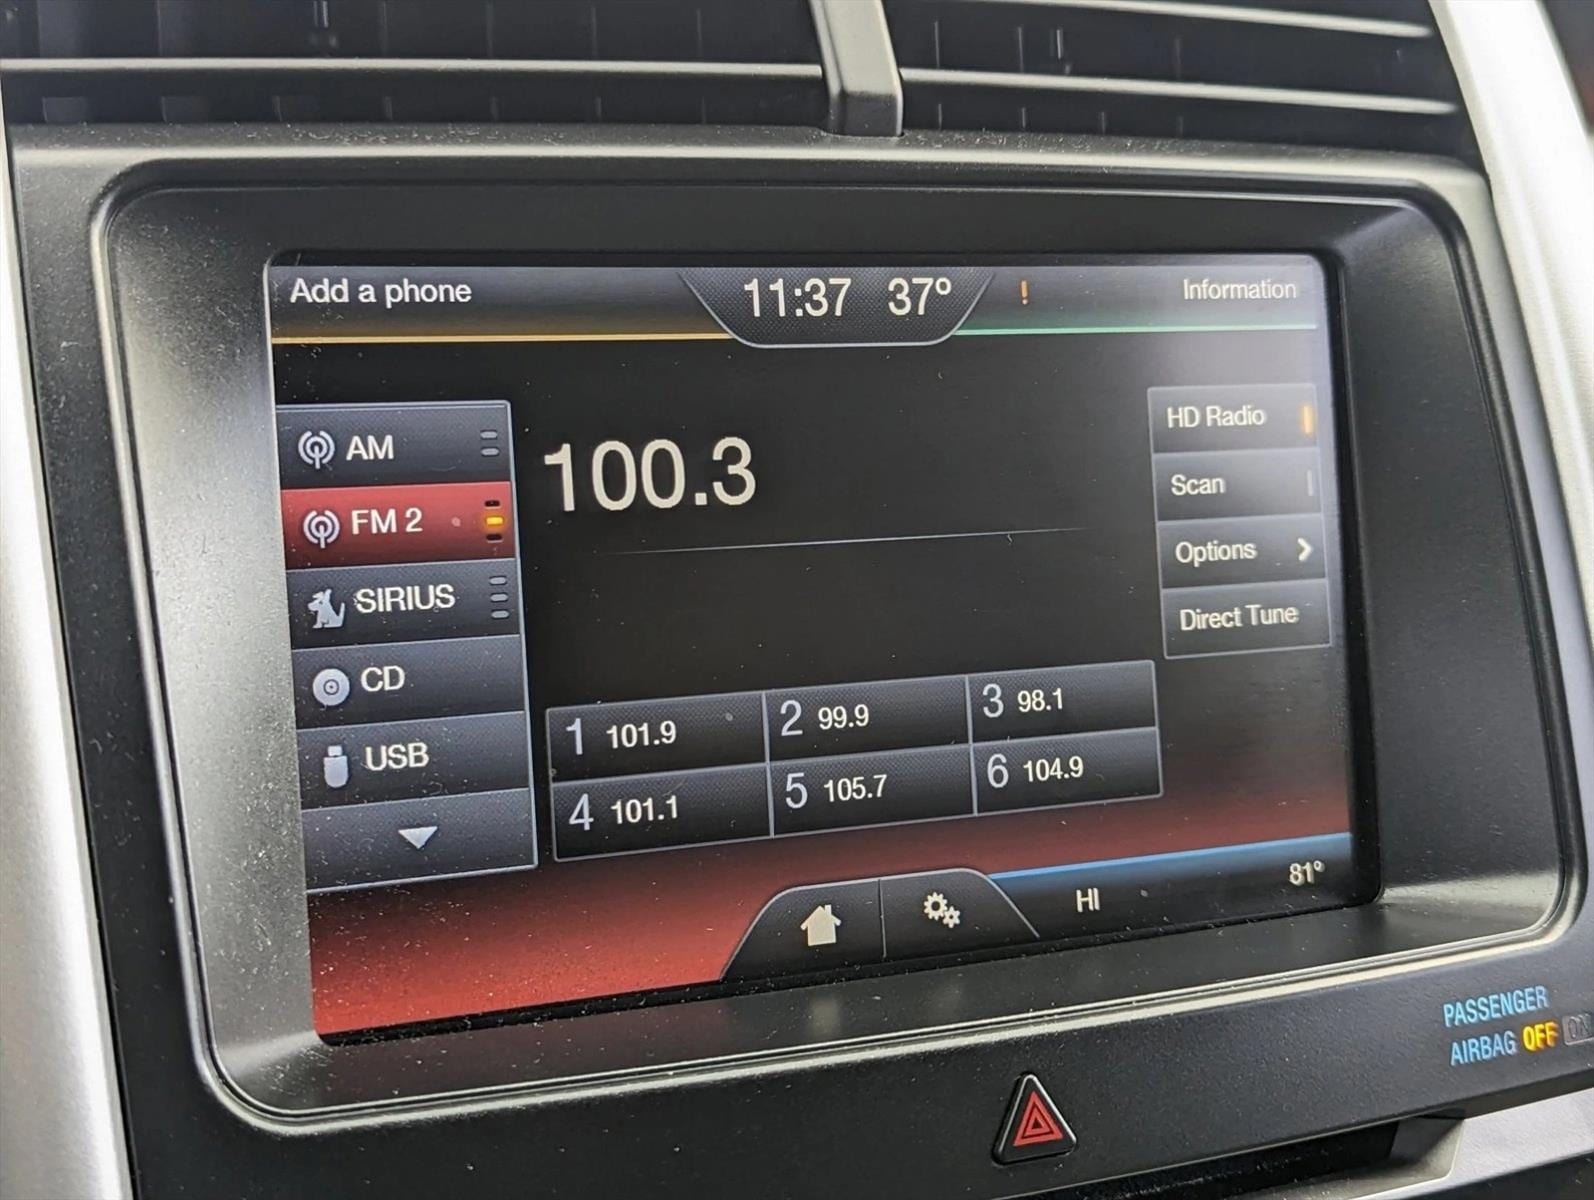 Add a phone
11:37 37°
!
Information
AM
FM 2
SIRIUS
CD
USB
100.3
HD Radio
Scan
Options
Direct Tune
1 101.9
2 99.9
3 98.1
4 101.1
5 105.7
6 104.9
HI
81°
PASSENGER
AIRBAG OFF